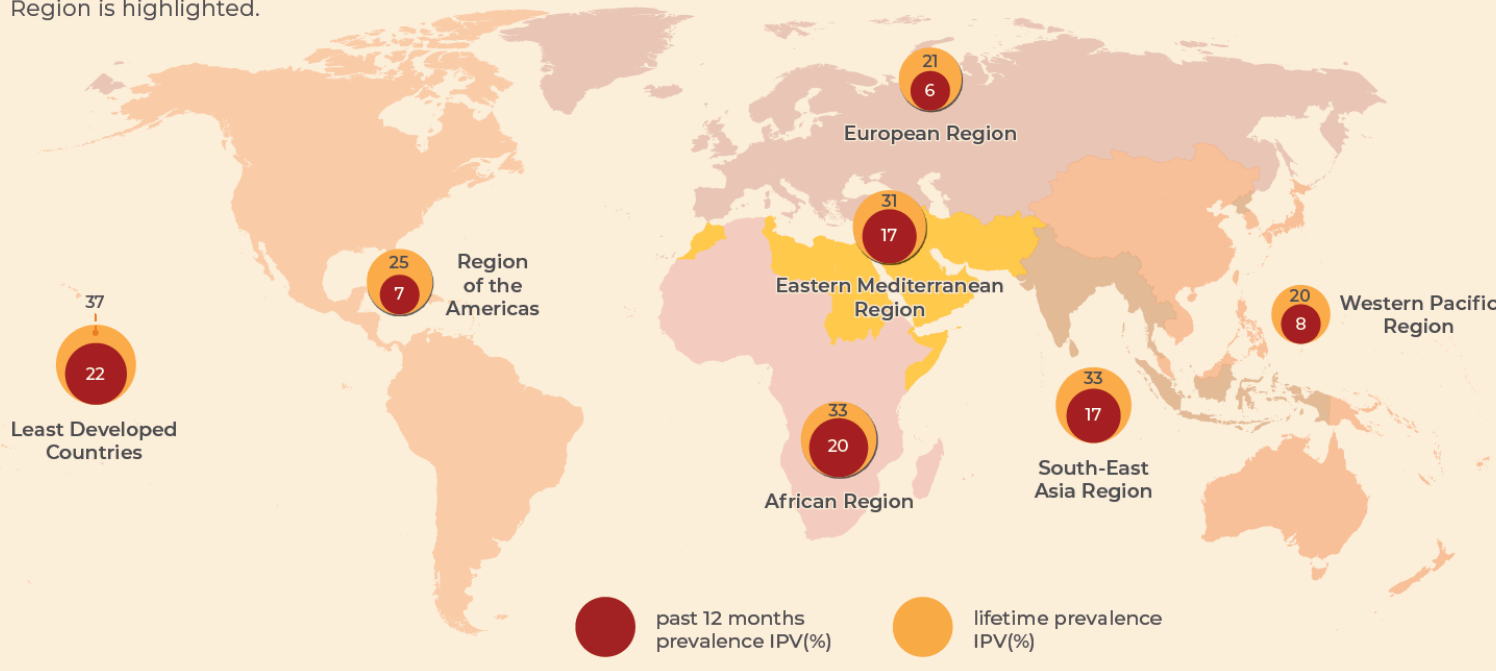 Region is highlighted.
21
6
European Region
31
17
Eastern Mediterranean
Region
25
7
Region
of the
Americas
37
22
Least Developed
Countries
20
8
Western Pacific
Region
33
17
South-East
Asia Region
33
20
African Region
past 12 months
prevalence IPV(%)
lifetime prevalence
IPV(%)